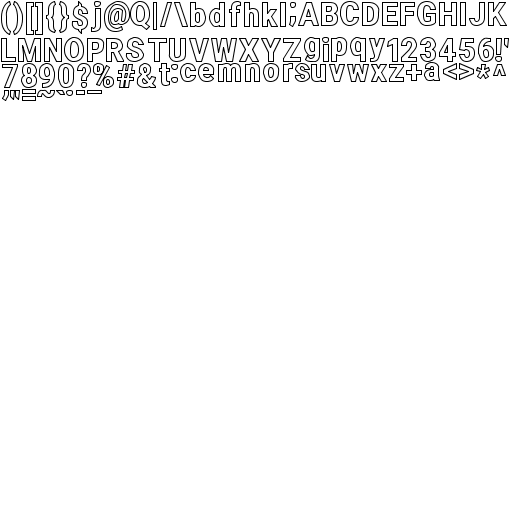 ()[]{}$j@Q|/\bdfhkl;ABCDEFGHIJK
LMNOPRSTUVWXYZgipqy123456!'
7890?%#&t:cemnorsuvwxz+a<>*^
,"=~`.-_